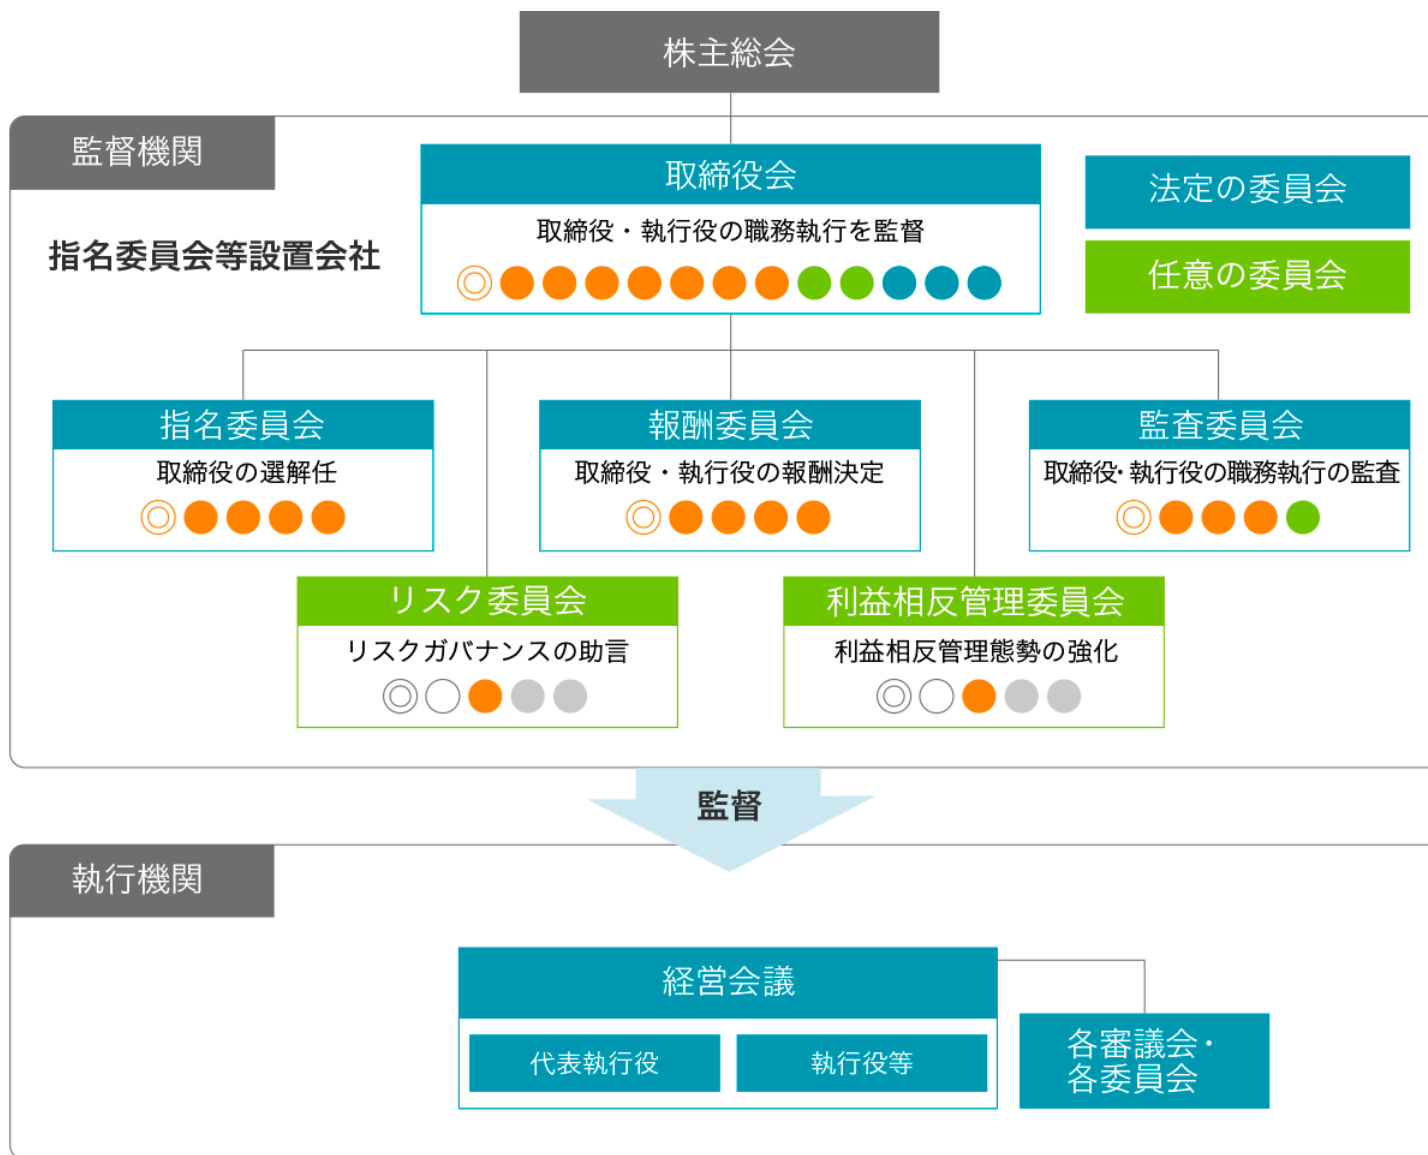 株主総会
監督機関
取締役会
取締役・執行役の職務執行を監督
法定の委員会
任意の委員会
指名委員会等設置会社
指名委員会
取締役の選解任
報酬委員会
取締役・執行役の報酬決定
監査委員会
取締役・執行役の職務執行の監査
リスク委員会
リスクガバナンスの助言
利益相反管理委員会
利益相反管理態勢の強化
監督
執行機関
経営会議
代表執行役
執行役等
各審議会・
各委員会